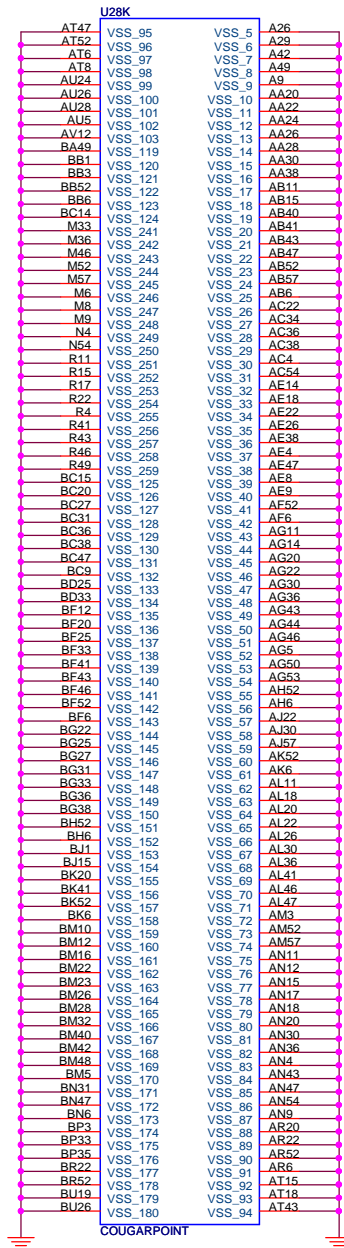 U28K
AT47 VSS_95 VSS_5 A26
AT52 VSS_96 VSS_6 A29
AT6 VSS_97 VSS_7 A42
AT8 VSS_98 VSS_8 A49
AU24 VSS_99 VSS_9 A9
AU26 VSS_100 VSS_10 AA20
AU28 VSS_101 VSS_11 AA22
AU5 VSS_102 VSS_12 AA24
AV12 VSS_103 VSS_13 AA26
BA49 VSS_119 VSS_14 AA28
BB1 VSS_120 VSS_15 AA30
BB3 VSS_121 VSS_16 AA38
BB52 VSS_122 VSS_17 AB11
BB6 VSS_123 VSS_18 AB15
BC14 VSS_124 VSS_19 AB40
M33 VSS_241 VSS_20 AB41
M36 VSS_242 VSS_21 AB43
M46 VSS_243 VSS_22 AB47
M52 VSS_244 VSS_23 AB52
M57 VSS_245 VSS_24 AB57
M6 VSS_246 VSS_25 AB6
M8 VSS_247 VSS_26 AC22
M9 VSS_248 VSS_27 AC34
N4 VSS_249 VSS_28 AC36
N54 VSS_250 VSS_29 AC38
R11 VSS_251 VSS_30 AC4
R15 VSS_252 VSS_31 AC54
R17 VSS_253 VSS_32 AE14
R22 VSS_254 VSS_33 AE18
R4 VSS_255 VSS_34 AE22
R41 VSS_256 VSS_35 AE26
R43 VSS_257 VSS_36 AE38
R46 VSS_258 VSS_37 AE4
R49 VSS_259 VSS_38 AE47
BC15 VSS_125 VSS_39 AE8
BC20 VSS_126 VSS_40 AE9
BC27 VSS_127 VSS_41 AF52
BC31 VSS_128 VSS_42 AF6
BC36 VSS_129 VSS_43 AG11
BC38 VSS_130 VSS_44 AG14
BC47 VSS_131 VSS_45 AG20
BC9 VSS_132 VSS_46 AG22
BD25 VSS_133 VSS_47 AG30
BD33 VSS_134 VSS_48 AG36
BF12 VSS_135 VSS_49 AG43
BF20 VSS_136 VSS_50 AG44
BF25 VSS_137 VSS_51 AG46
BF33 VSS_138 VSS_52 AG5
BF41 VSS_139 VSS_53 AG50
BF43 VSS_140 VSS_54 AG53
BF46 VSS_141 VSS_55 AH52
BF52 VSS_142 VSS_56 AH6
BF6 VSS_143 VSS_57 AJ22
BG22 VSS_144 VSS_58 AJ30
BG25 VSS_145 VSS_59 AJ57
BG27 VSS_146 VSS_60 AK52
BG31 VSS_147 VSS_61 AK6
BG33 VSS_148 VSS_62 AL11
BG36 VSS_149 VSS_63 AL18
BG38 VSS_150 VSS_64 AL20
BH52 VSS_151 VSS_65 AL22
BH6 VSS_152 VSS_66 AL26
BJ1 VSS_153 VSS_67 AL30
BJ15 VSS_154 VSS_68 AL36
BK20 VSS_155 VSS_69 AL41
BK41 VSS_156 VSS_70 AL46
BK52 VSS_157 VSS_71 AL47
BK6 VSS_158 VSS_72 AM3
BM10 VSS_159 VSS_73 AM52
BM12 VSS_160 VSS_74 AM57
BM16 VSS_161 VSS_75 AN11
BM22 VSS_162 VSS_76 AN12
BM23 VSS_163 VSS_77 AN15
BM26 VSS_164 VSS_78 AN17
BM28 VSS_165 VSS_79 AN18
BM32 VSS_166 VSS_80 AN20
BM40 VSS_167 VSS_81 AN30
BM42 VSS_168 VSS_82 AN36
BM48 VSS_169 VSS_83 AN4
BM5 VSS_170 VSS_84 AN43
BN31 VSS_171 VSS_85 AN47
BN47 VSS_172 VSS_86 AN54
BN6 VSS_173 VSS_87 AN9
BP3 VSS_174 VSS_88 AR20
BP33 VSS_175 VSS_89 AR22
BP35 VSS_176 VSS_90 AR52
BR22 VSS_177 VSS_91 AR6
BR52 VSS_178 VSS_92 AT15
BU19 VSS_179 VSS_93 AT18
BU26 VSS_180 VSS_94 AT43
COUGARPOINT